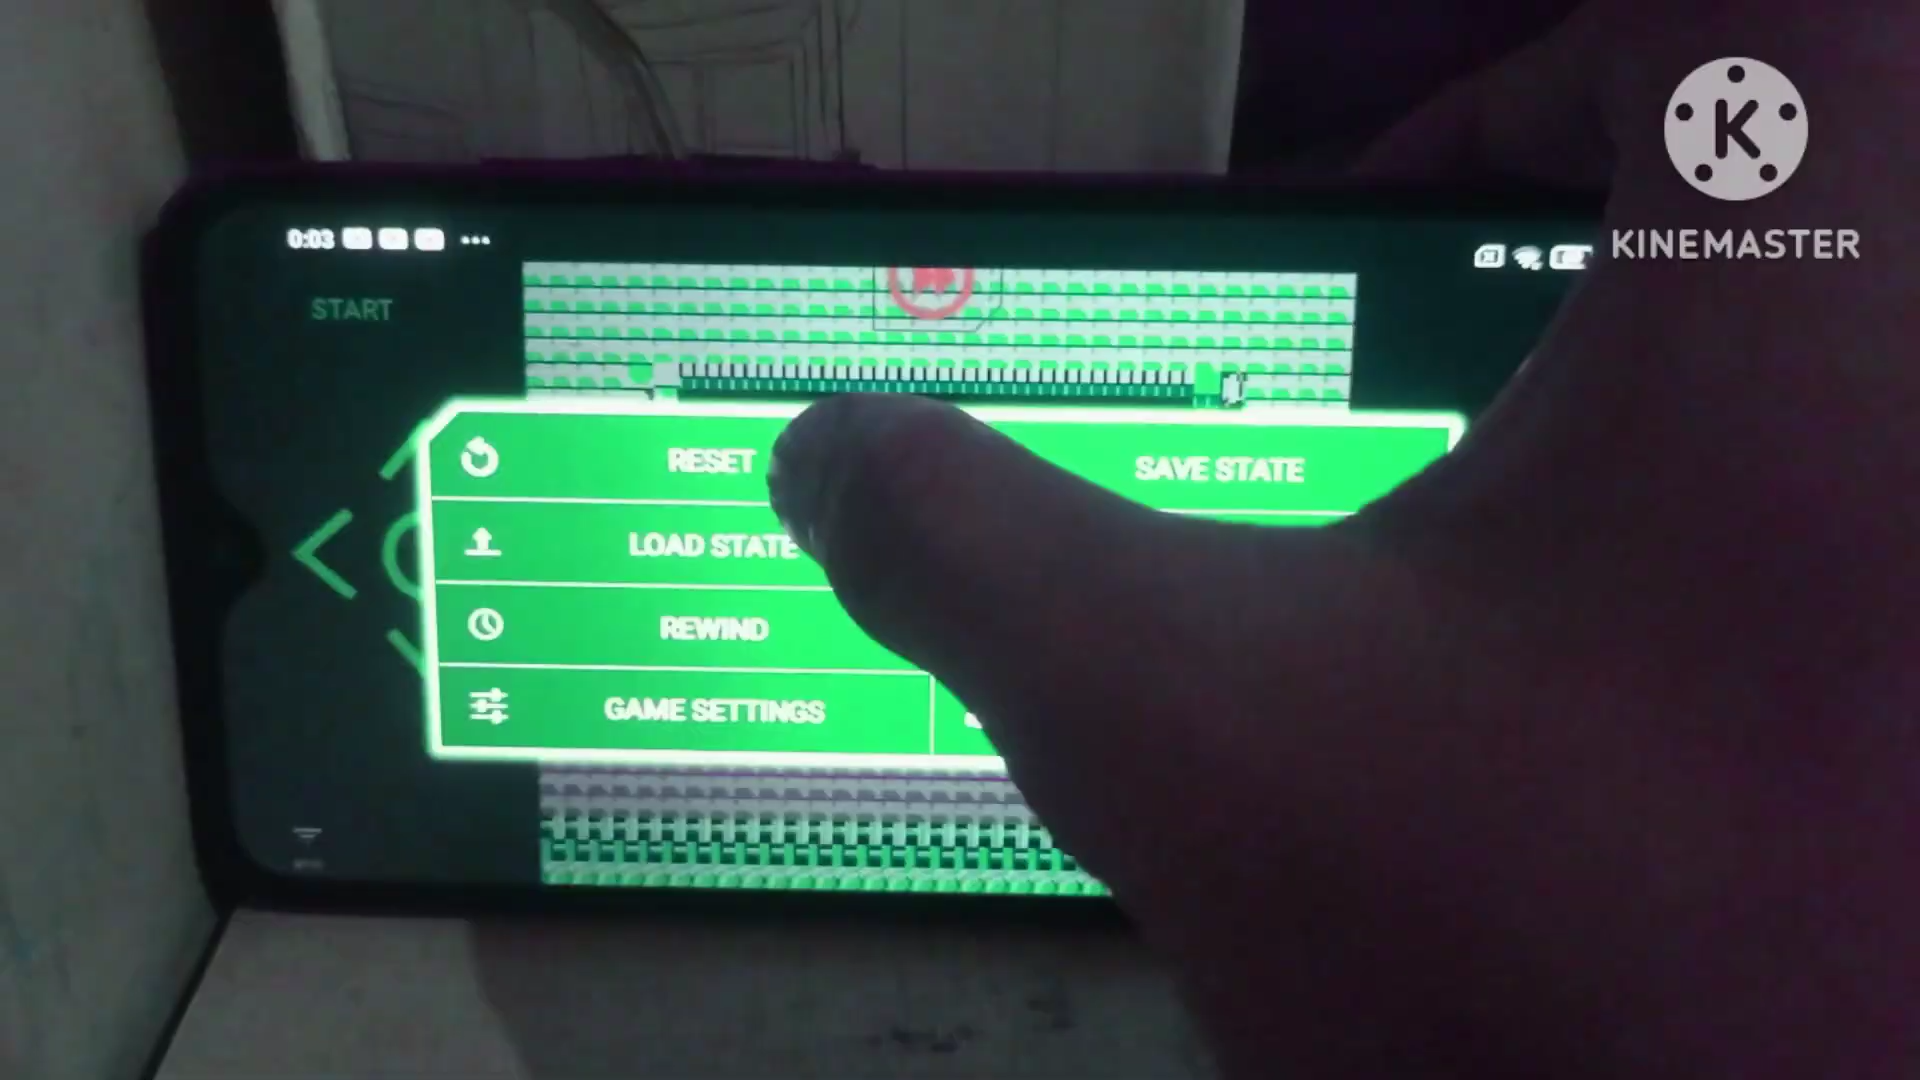 K
KINEMASTER
0:03
START
RESET
SAVE STATE
LOAD STATE
REWIND
GAME SETTINGS